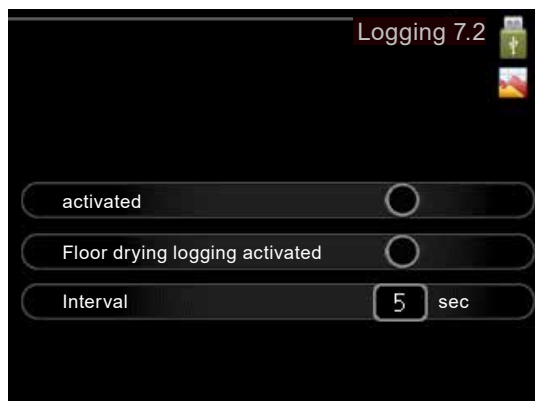 Logging 7.2
activated
Floor drying logging activated
Interval 5 sec